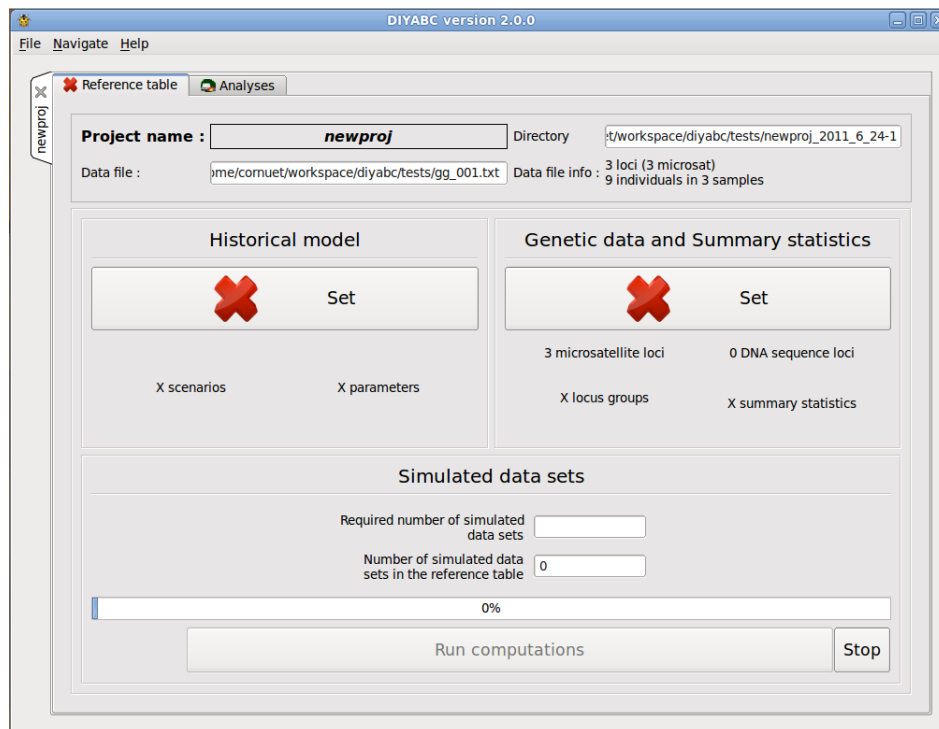 DIYABC version 2.0.0
File Navigate Help
newproj
Reference table
Analyses
Project name : newproj
Directory :t/workspace/diyabc/tests/newproj_2011_6_24-1
Data file : ome/cornuet/workspace/diyabc/tests/gg_001.txt
Data file info : 3 loci (3 microsat)
9 individuals in 3 samples
Historical model
Set
X scenarios
X parameters
Genetic data and Summary statistics
Set
3 microsatellite loci
0 DNA sequence loci
X locus groups
X summary statistics
Simulated data sets
Required number of simulated
data sets
Number of simulated data
sets in the reference table
0
0%
Run computations
Stop